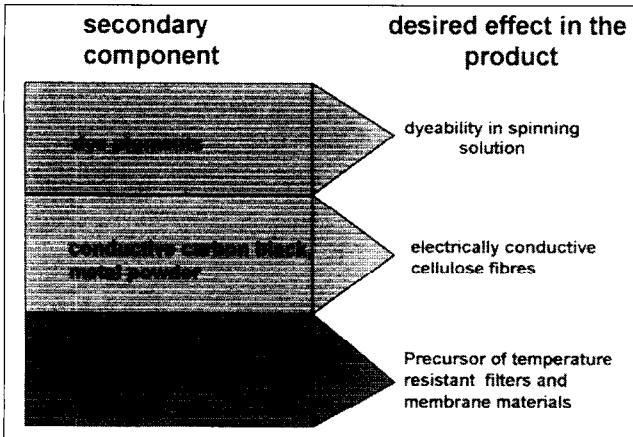 secondary
component
desired effect in the
product
dye pigments
dyeability in spinning
solution
conductive carbon black,
metal powder
electrically conductive
cellulose fibres
Precursor of temperature
resistant filters and
membrane materials